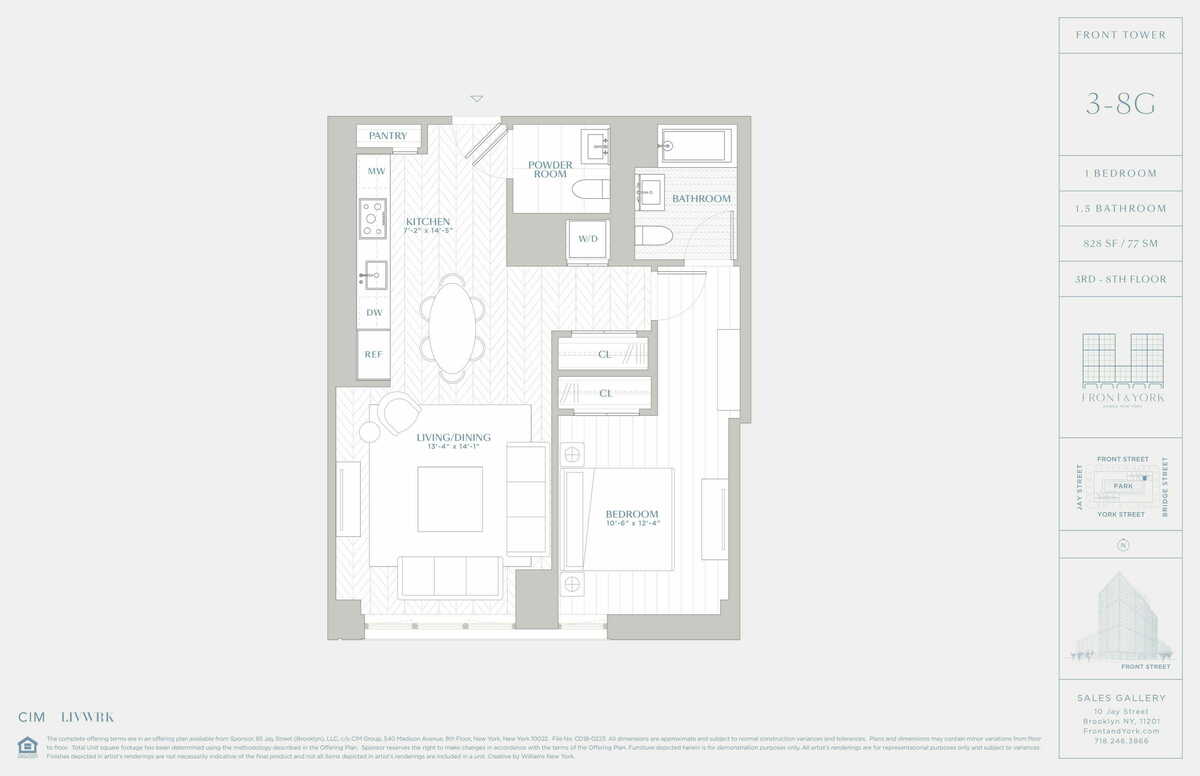 FRONT TOWER
3-8G
1 BEDROOM
1.5 BATHROOM
828 SF / 77 SM
3RD - 8TH FLOOR
FRONT & YORK
FRONT STREET
JAY STREET
PARK
BRIDGE STREET
YORK STREET
N
FRONT STREET
SALES GALLERY
10 Jay Street
Brooklyn NY, 11201
FrontandYork.com
718.246.3866
PANTRY
MW
KITCHEN
7'-2" x 14'-5"
DW
REF
POWDER
ROOM
BATHROOM
W/D
CL
CL
LIVING/DINING
13'-4" x 14'-1"
BEDROOM
10'-6" x 12'-4"
CIM LIVWRK
The complete offering terms are in an offering plan available from Sponsor, 85 Jay Street (Brooklyn), LLC, c/o CIM Group, 540 Madison Avenue, 8th Floor, New York, New York 10022. File No. CD18-0223. All dimensions are approximate and subject to normal construction variances and tolerances. Plans and dimensions may contain minor variations from floor
to floor. Total Unit square footage has been determined using the methodology described in the Offering Plan. Sponsor reserves the right to make changes in accordance with the terms of the Offering Plan. Furniture depicted herein is for demonstration purposes only. All artist's renderings are for representational purposes only and subject to variances.
Finishes depicted in artist's renderings are not necessarily indicative of the final product and not all items depicted in artist's renderings are included in a unit. Creative by Williams New York.